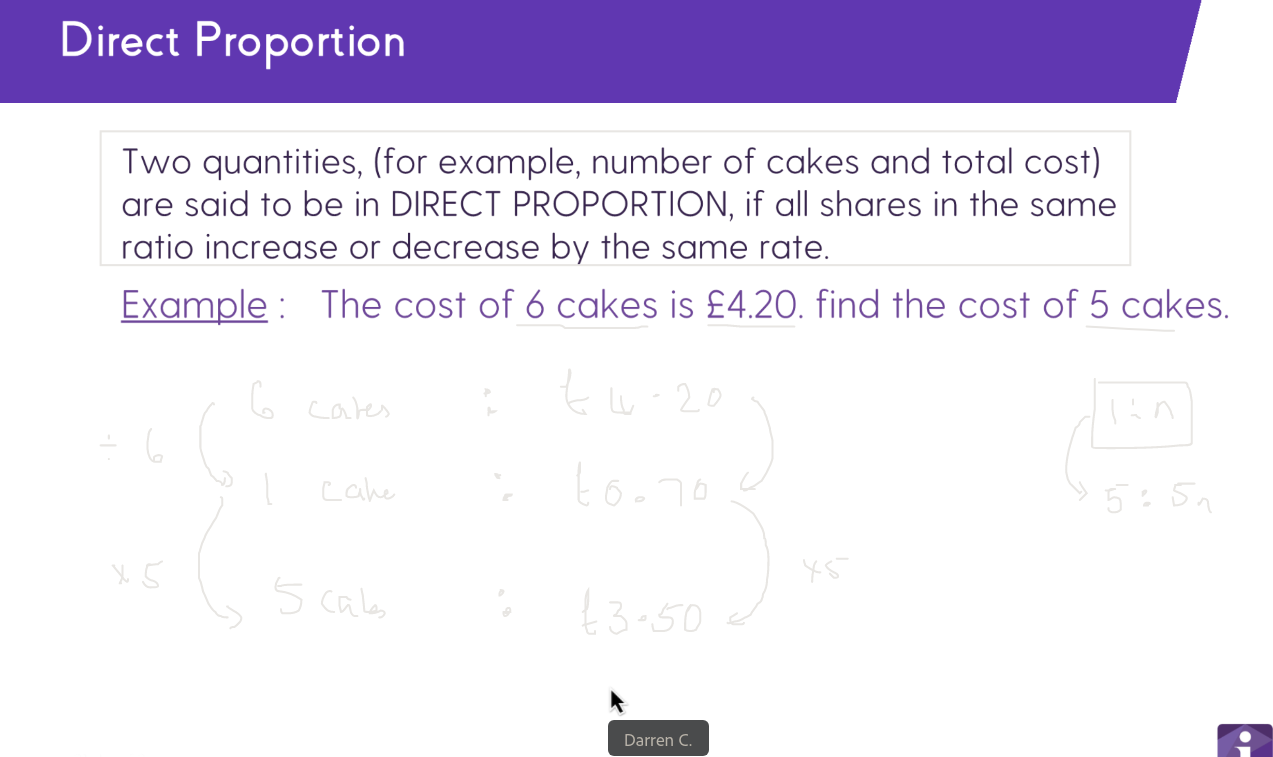 Direct Proportion
Two quantities, (for example, number of cakes and total cost)
are said to be in DIRECT PROPORTION, if all shares in the same
ratio increase or decrease by the same rate.
Example : The cost of 6 cakes is £4.20. find the cost of 5 cakes.
6 cakes : £4.20
1:n
÷ 6
1 cake : £0.70
5 : 5n
x 5
x5
5 cakes : £3.50
Darren C.
i